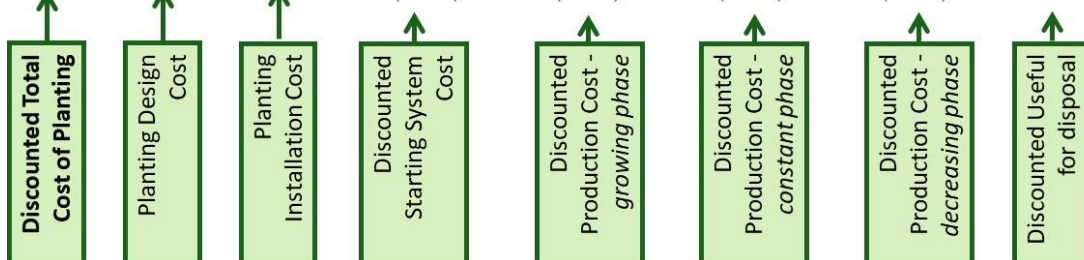 Discounted Total
Cost of Planting
Planting Design
Cost
Planting
Installation Cost
Discounted
Starting System
Cost
Discounted
Production Cost -
growing phase
Discounted
Production Cost -
constant phase
Discounted
Production Cost -
decreasing phase
Discounted Useful
for disposal